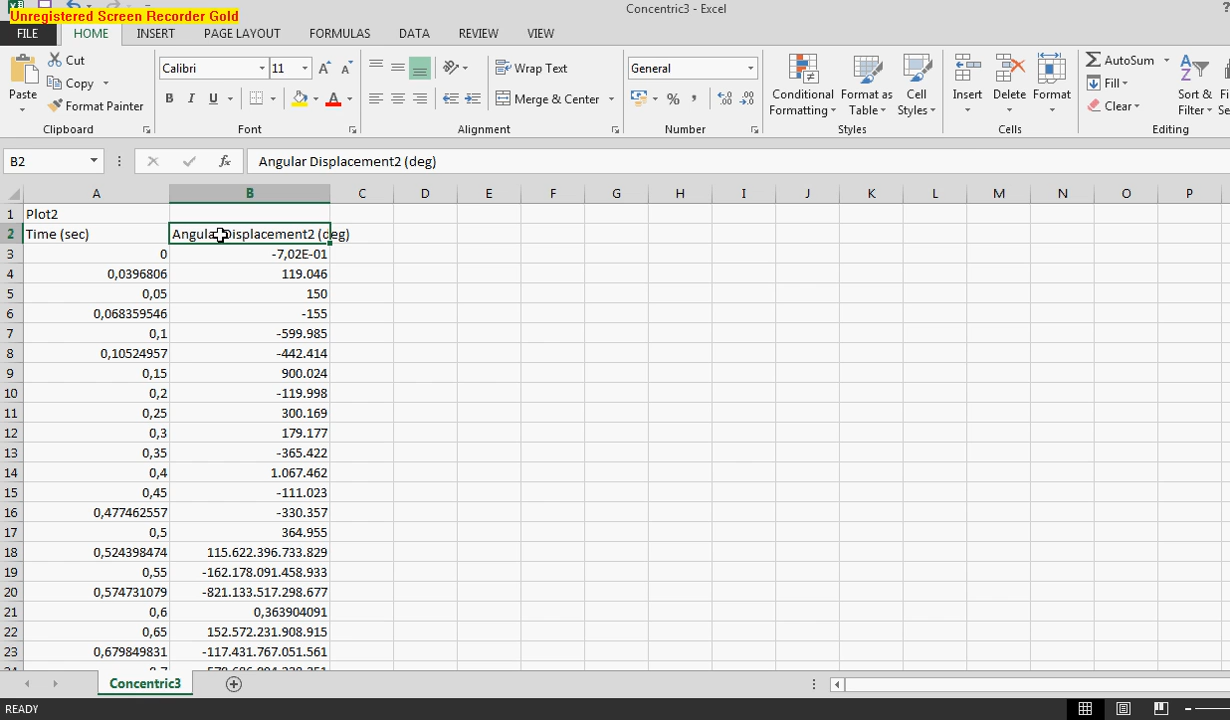 Unregistered Screen Recorder Gold
Concentric3 - Excel
?
FILE HOME INSERT PAGE LAYOUT FORMULAS DATA REVIEW VIEW
Paste
Cut
Copy
Format Painter
Clipboard
Calibri 11
B I U
Font
Wrap Text
Merge & Center
Alignment
General
%
Number
Conditional Formatting
Format as Table
Cell Styles
Styles
Insert Delete Format
Cells
AutoSum
Fill
Clear
Sort & Filter
Editing
B2 fx Angular Displacement2 (deg)
A B C D E F G H I J K L M N O P
1 Plot2
2 Time (sec) Angular Displacement2 (deg)
3 0 -7,02E-01
4 0,0396806 119.046
5 0,05 150
6 0,068359546 -155
7 0,1 -599.985
8 0,10524957 -442.414
9 0,15 900.024
10 0,2 -119.998
11 0,25 300.169
12 0,3 179.177
13 0,35 -365.422
14 0,4 1.067.462
15 0,45 -111.023
16 0,477462557 -330.357
17 0,5 364.955
18 0,524398474 115.622.396.733.829
19 0,55 -162.178.091.458.933
20 0,574731079 -821.133.517.298.677
21 0,6 0,363904091
22 0,65 152.572.231.908.915
23 0,679849831 -117.431.767.051.561
Concentric3
READY